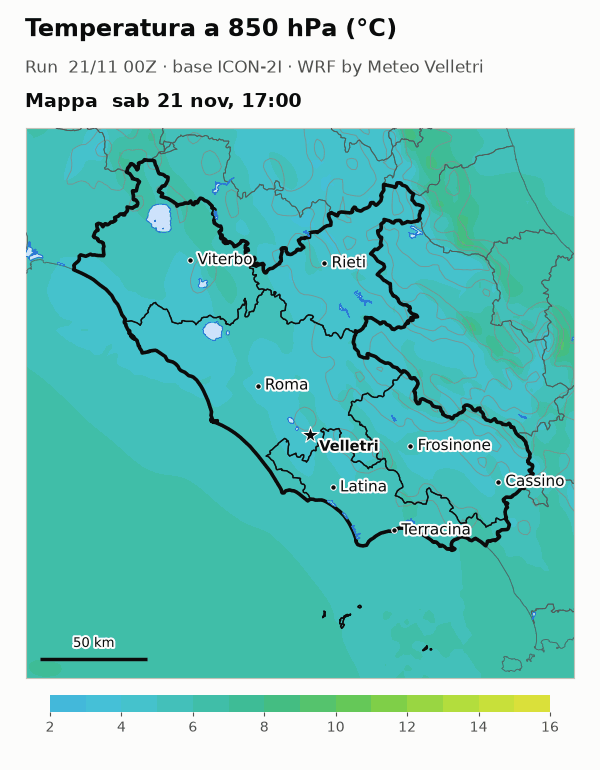 Temperatura a 850 hPa (°C)
Run  21/11 00Z · base ICON-2I · WRF by Meteo Velletri
Mappa  sab 21 nov, 17:00
Viterbo
Rieti
Roma
Velletri
Frosinone
Latina
Cassino
Terracina
50 km
2 4 6 8 10 12 14 16